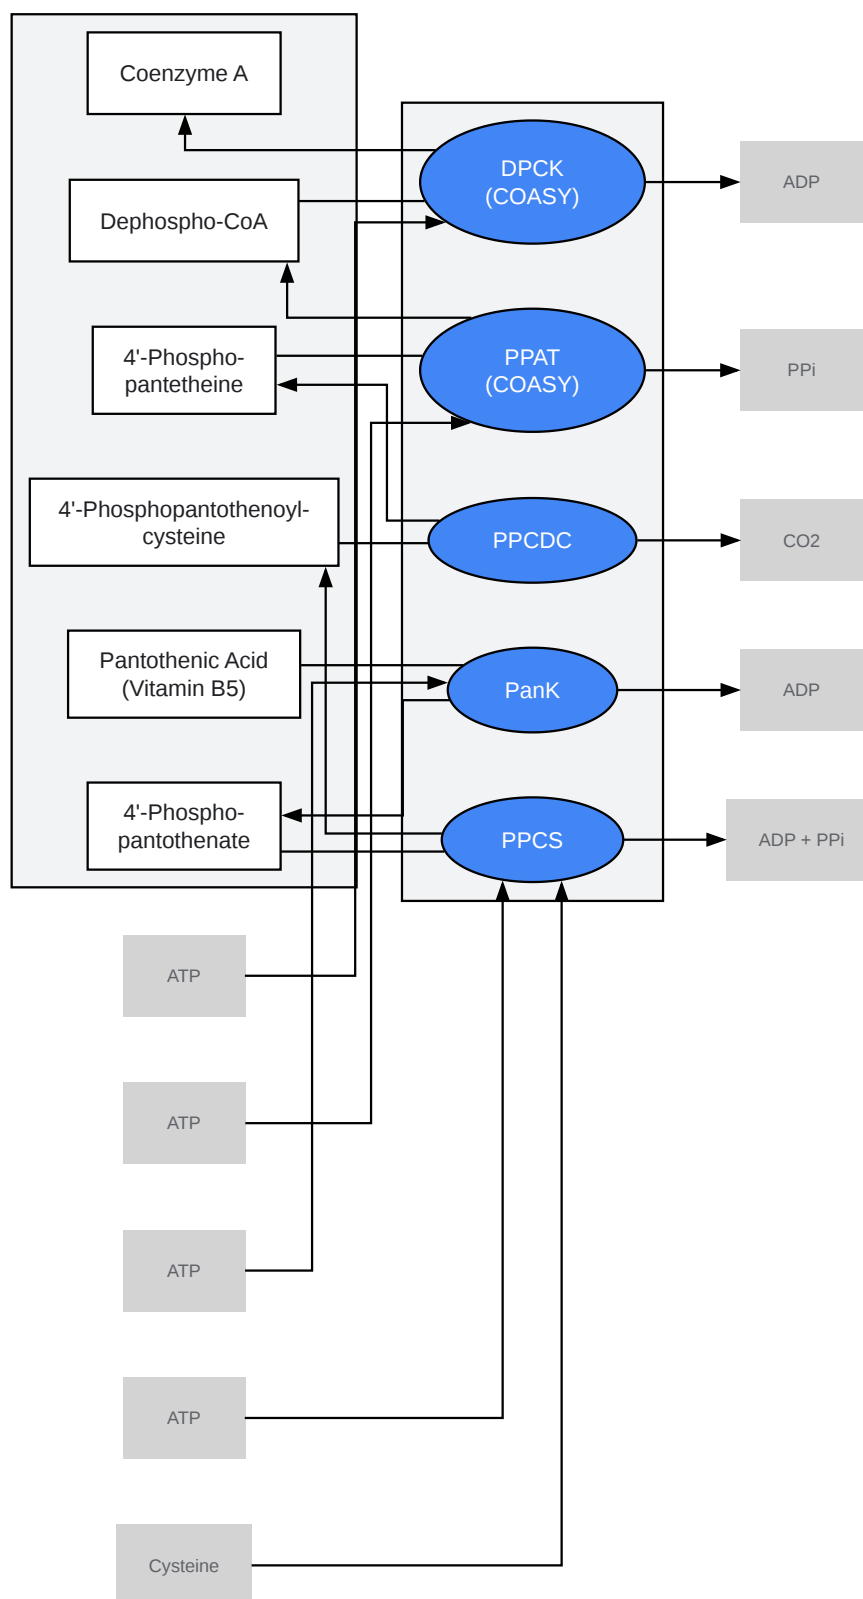 Coenzyme A
DPCK
(COASY)
ADP
Dephospho-CoA
4'-Phospho-
pantetheine
PPAT
(COASY)
PPi
4'-Phosphopantothenoyl-
cysteine
PPCDC
CO2
Pantothenic Acid
(Vitamin B5)
PanK
ADP
4'-Phospho-
pantothenate
PPCS
ADP + PPi
ATP
ATP
ATP
ATP
Cysteine